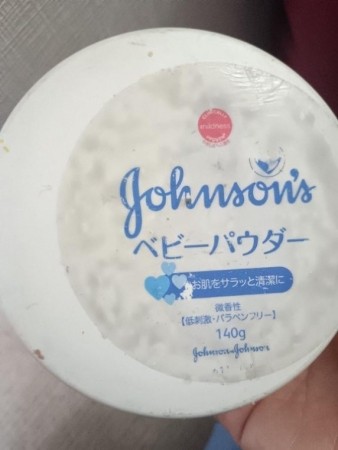 mildness
Johnson's
ベビーパウダー
お肌をサラッと清潔に
微香性
【低刺激・パラベンフリー】
140g
Johnson&Johnson